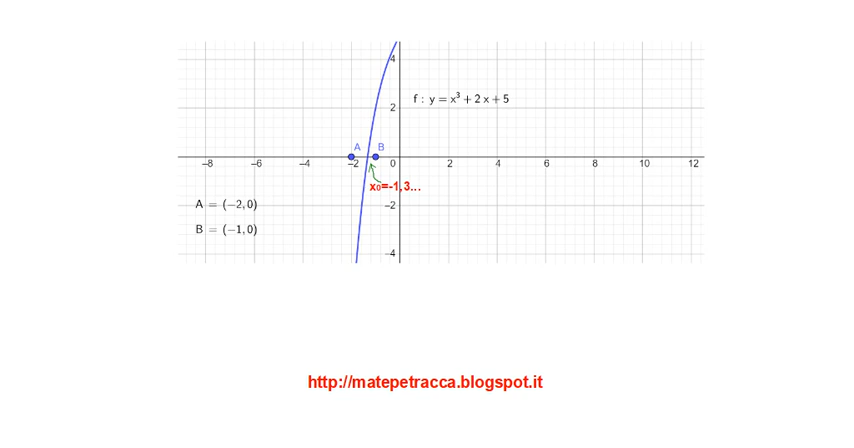 4
f : y = x³ + 2 x + 5
2
A B
−8 −6 −4 −2 0 2 4 6 8 10 12
x₀=-1,3...
A = (−2,0)
−2
B = (−1,0)
−4
http://matepetracca.blogspot.it